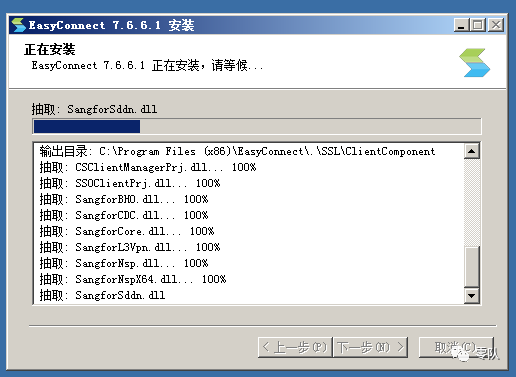 EasyConnect 7.6.6.1 安装
正在安装
EasyConnect 7.6.6.1 正在安装，请等候...
抽取: SangforSddn.dll
输出目录: C:\Program Files (x86)\EasyConnect\.\SSL\ClientComponent
抽取: CSClientManagerPrj.dll... 100%
抽取: SSOClientPrj.dll... 100%
抽取: SangforBHO.dll... 100%
抽取: SangforCDC.dll... 100%
抽取: SangforCore.dll... 100%
抽取: SangforL3Vpn.dll... 100%
抽取: SangforNsp.dll... 100%
抽取: SangforNspX64.dll... 100%
抽取: SangforSddn.dll
< 上一步(P) 下一步(N) > 取消(C)
零队